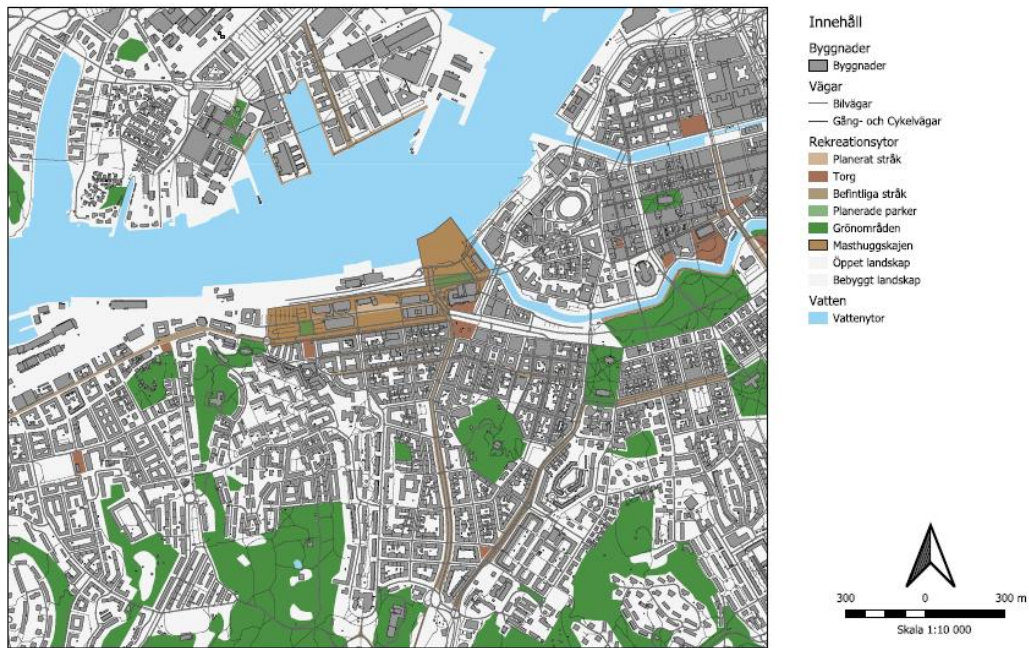 Innehåll
Byggnader
Byggnader
Vägar
Bilvägar
Gång- och Cykelvägar
Rekreationsytor
Planerat stråk
Torg
Befintliga stråk
Planerade parker
Grönområden
Masthuggskajen
Öppet landskap
Bebyggt landskap
Vatten
Vattenytor
300 0 300 m
Skala 1:10 000